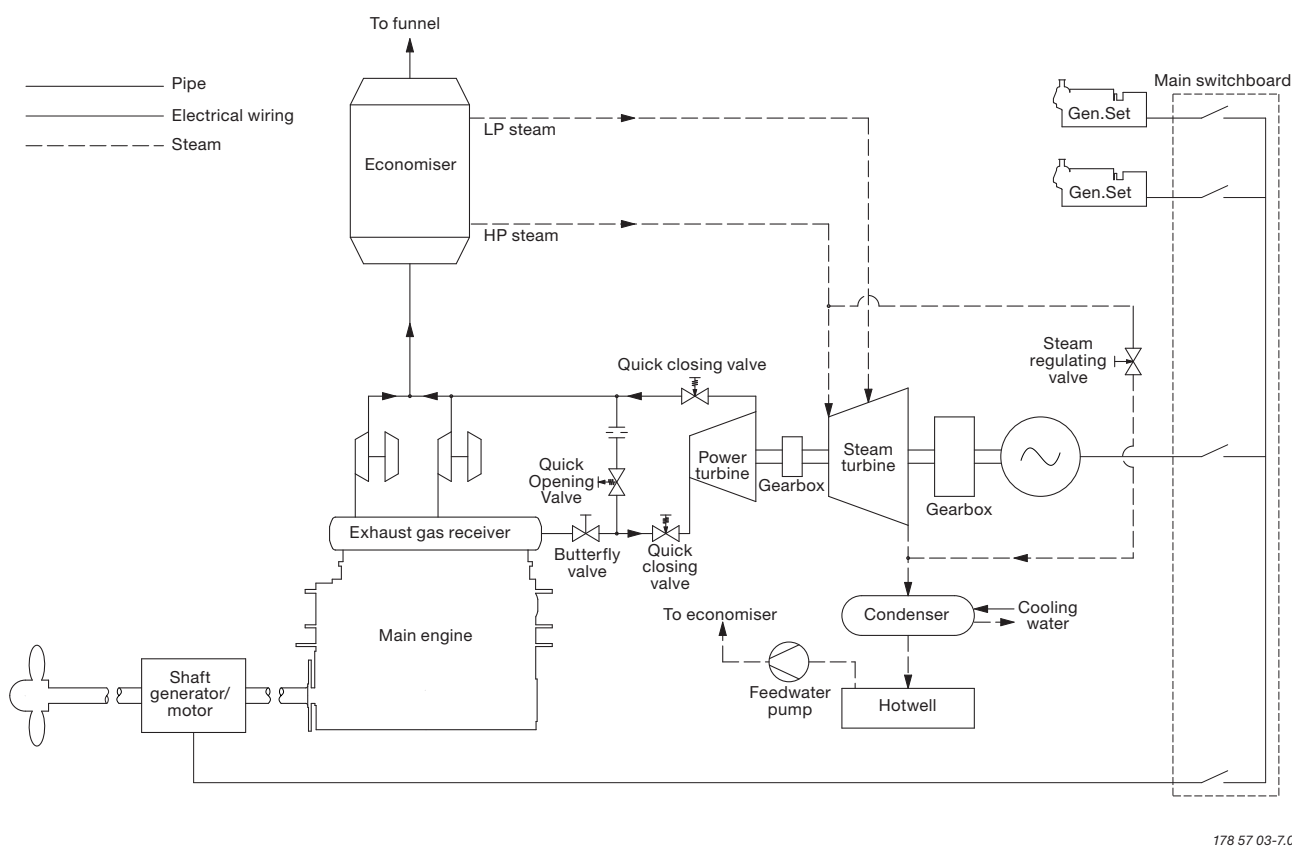 To funnel
Pipe
Electrical wiring
Steam
Main switchboard
Gen.Set
LP steam
Economiser
Gen.Set
HP steam
Steam
regulating
valve
Quick closing valve
Quick
Opening
Valve
Power
turbine
Gearbox
Steam
turbine
Gearbox
Exhaust gas receiver
Butterfly
valve
Quick
closing
valve
To economiser
Condenser
Cooling
water
Main engine
Shaft
generator/
motor
Feedwater
pump
Hotwell
178 57 03-7.0